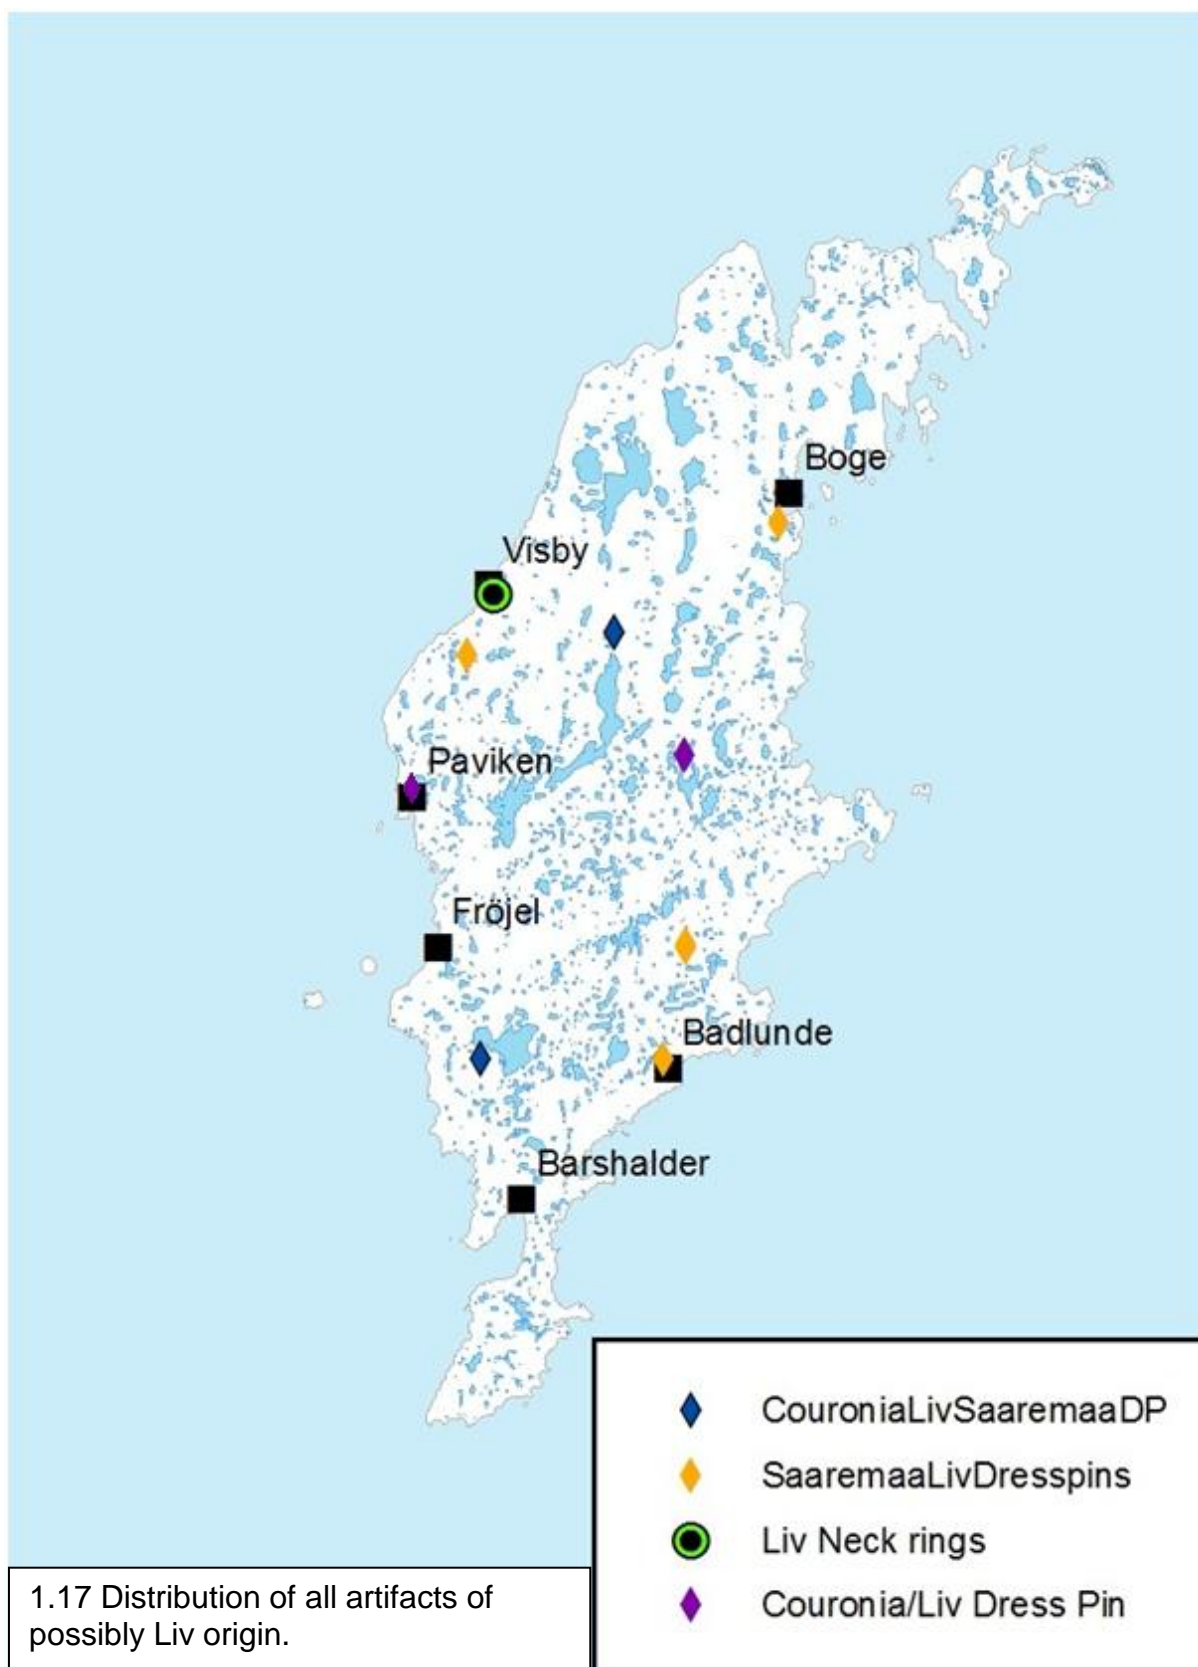 Boge
Visby
Paviken
Fröjel
Badlunde
Barshalder
CouroniaLivSaaremaaDP
SaaremaaLivDresspins
Liv Neck rings
Couronia/Liv Dress Pin
1.17 Distribution of all artifacts of
possibly Liv origin.